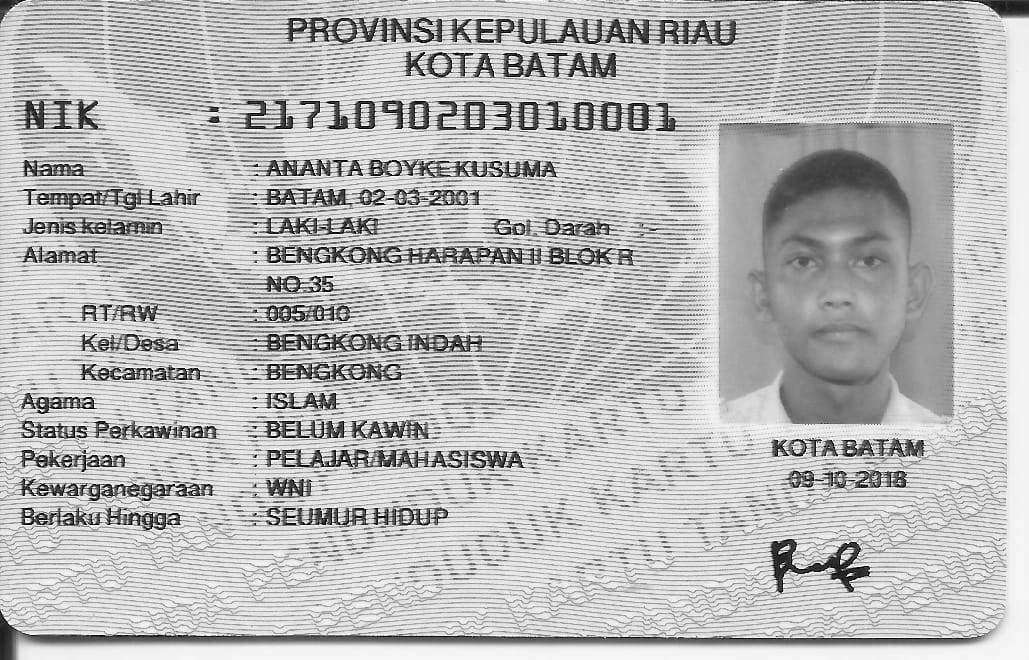 PROVINSI KEPULAUAN RIAU
KOTA BATAM
NIK : 2171090203010001
Nama : ANANTA BOYKE KUSUMA
Tempat/Tgl Lahir : BATAM, 02-03-2001
Jenis kelamin : LAKI-LAKI Gol. Darah : -
Alamat : BENGKONG HARAPAN II BLOK R
NO.35
RT/RW : 005/010
Kel/Desa : BENGKONG INDAH
Kecamatan : BENGKONG
Agama : ISLAM
Status Perkawinan : BELUM KAWIN
Pekerjaan : PELAJAR/MAHASISWA
Kewarganegaraan : WNI
Berlaku Hingga : SEUMUR HIDUP
KOTA BATAM
09-10-2018